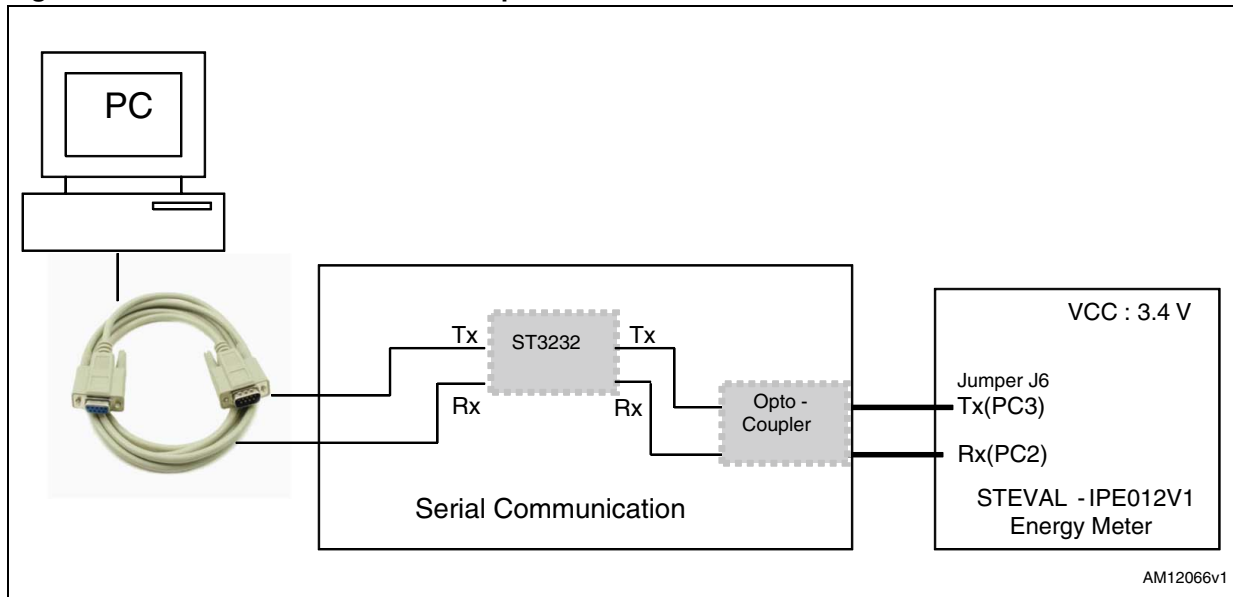 PC
VCC : 3.4 V
Tx ST3232 Tx
Jumper J6
Rx Rx Opto - Tx(PC3)
Coupler
Rx(PC2)
Serial Communication
STEVAL - IPE012V1
Energy Meter
AM12066v1